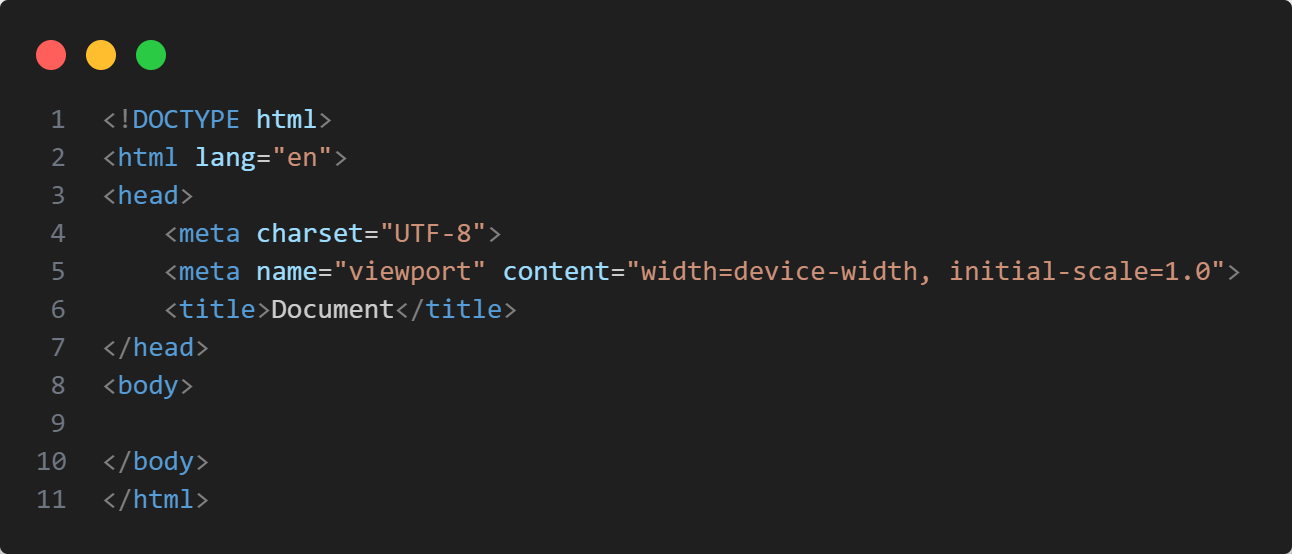 1 <!DOCTYPE html>
2 <html lang="en">
3 <head>
4     <meta charset="UTF-8">
5     <meta name="viewport" content="width=device-width, initial-scale=1.0">
6     <title>Document</title>
7 </head>
8 <body>
9
10 </body>
11 </html>